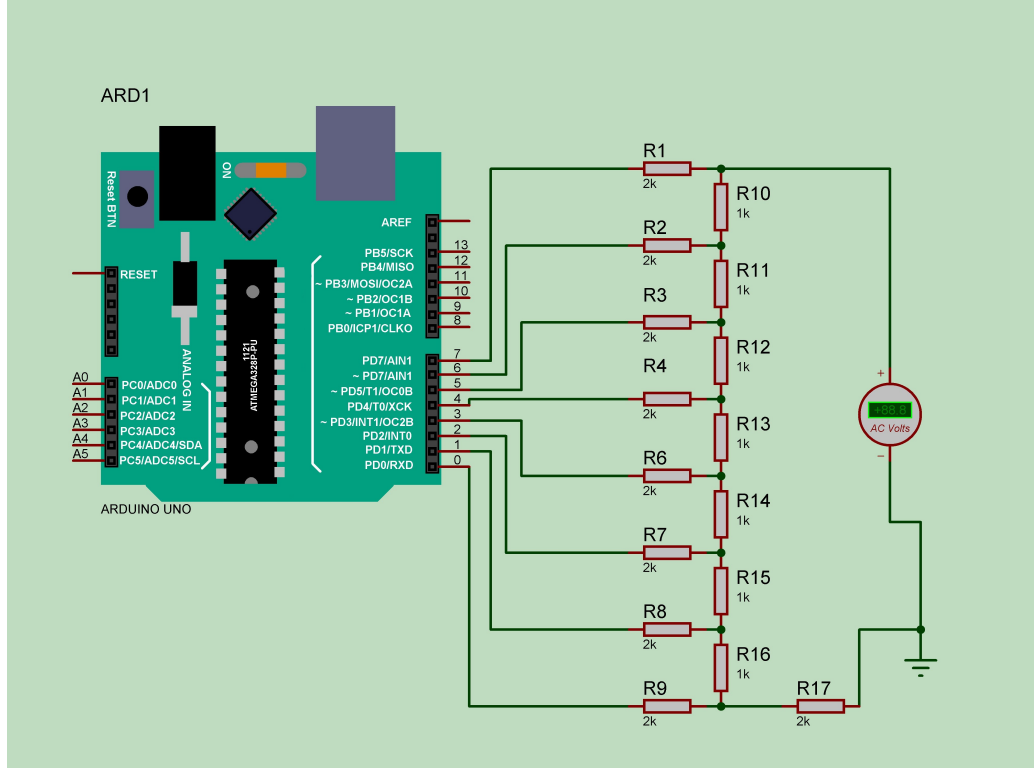 ARD1
Reset BTN
ON
AREF
13
PB5/SCK
12
PB4/MISO
11
~ PB3/MOSI/OC2A
10
~ PB2/OC1B
9
~ PB1/OC1A
8
PB0/ICP1/CLKO
RESET
1121
ATMEGA328P-PU
ANALOG IN
7
PD7/AIN1
6
~ PD7/AIN1
5
~ PD5/T1/OC0B
4
PD4/T0/XCK
3
~ PD3/INT1/OC2B
2
PD2/INT0
1
PD1/TXD
0
PD0/RXD
A0
PC0/ADC0
A1
PC1/ADC1
A2
PC2/ADC2
A3
PC3/ADC3
A4
PC4/ADC4/SDA
A5
PC5/ADC5/SCL
ARDUINO UNO
R1
2k
R10
1k
R2
2k
R11
1k
R3
2k
R12
1k
R4
2k
R13
1k
R6
2k
R14
1k
R7
2k
R15
1k
R8
2k
R16
1k
R9
2k
R17
2k
+
+88.8
AC Volts
−